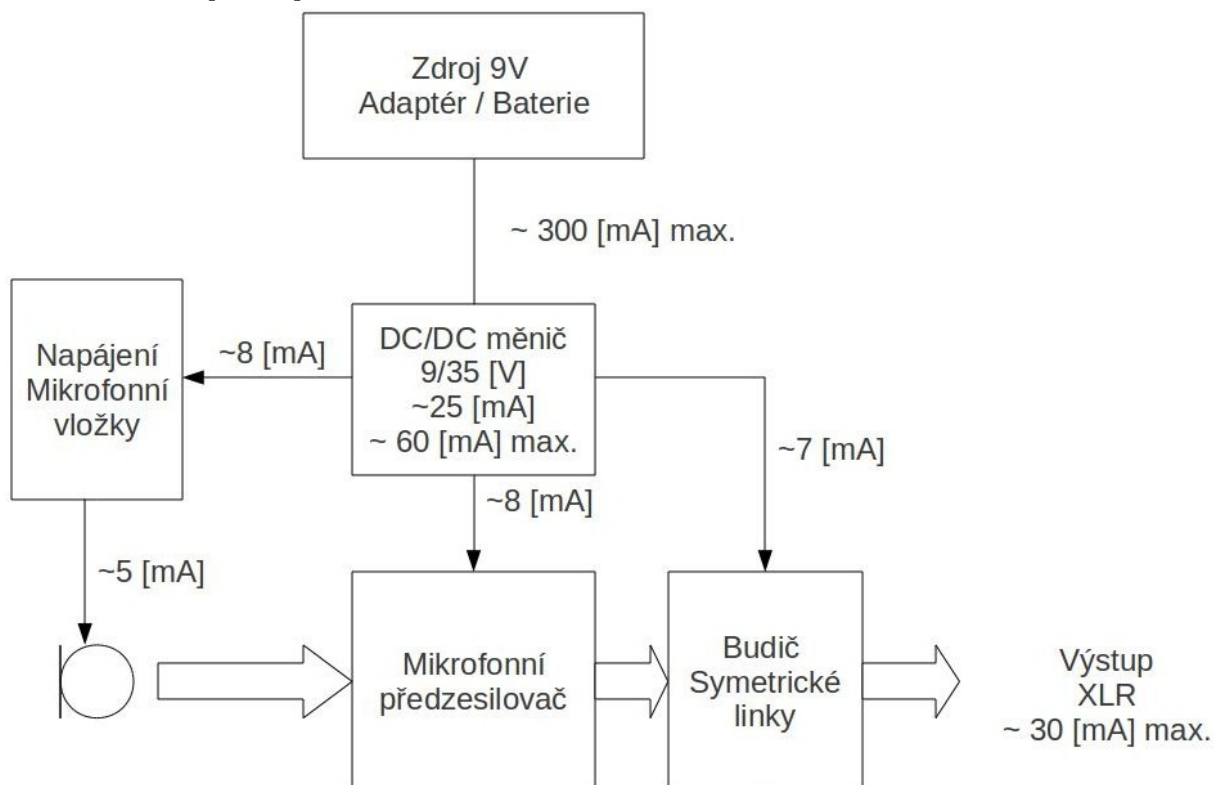 Zdroj 9V
Adaptér / Baterie
~ 300 [mA] max.
Napájení
Mikrofonní
vložky
~8 [mA]
DC/DC měnič
9/35 [V]
~25 [mA]
~ 60 [mA] max.
~7 [mA]
~8 [mA]
~5 [mA]
Mikrofonní
předzesilovač
Budič
Symetrické
linky
Výstup
XLR
~ 30 [mA] max.